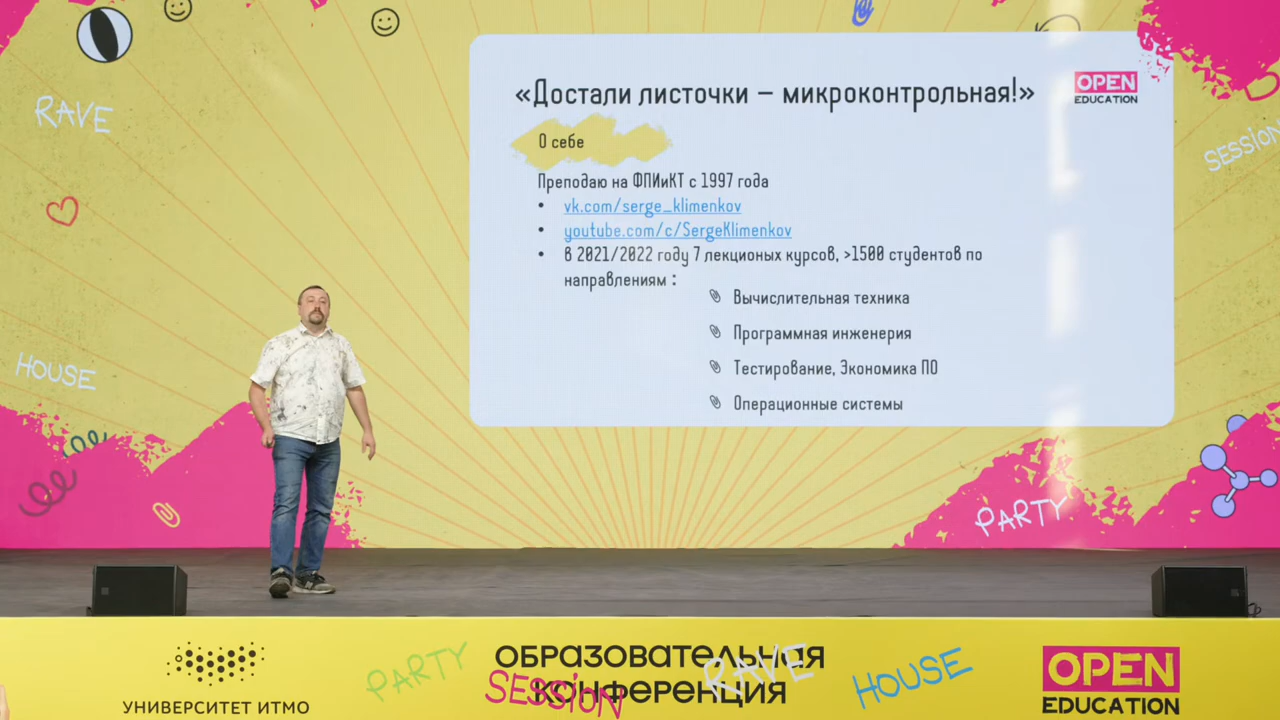 RAVE
«Достали листочки – микроконтрольная!»
OPEN
EDUCATION
О себе
SESSION
Преподаю на ФПИиКТ с 1997 года
• vk.com/serge_klimenkov
• youtube.com/c/SergeKlimenkov
• в 2021/2022 году 7 лекционых курсов, >1500 студентов по
направлениям :
Вычислительная техника
Программная инженерия
HOUSE
Тестирование, Экономика ПО
Операционные системы
PARTY
УНИВЕРСИТЕТ ИТМО
PARTY
ОБРАЗОВАТЕЛЬНАЯ
КОНФЕРЕНЦИЯ
SESSION
RAVE
HOUSE
OPEN
EDUCATION